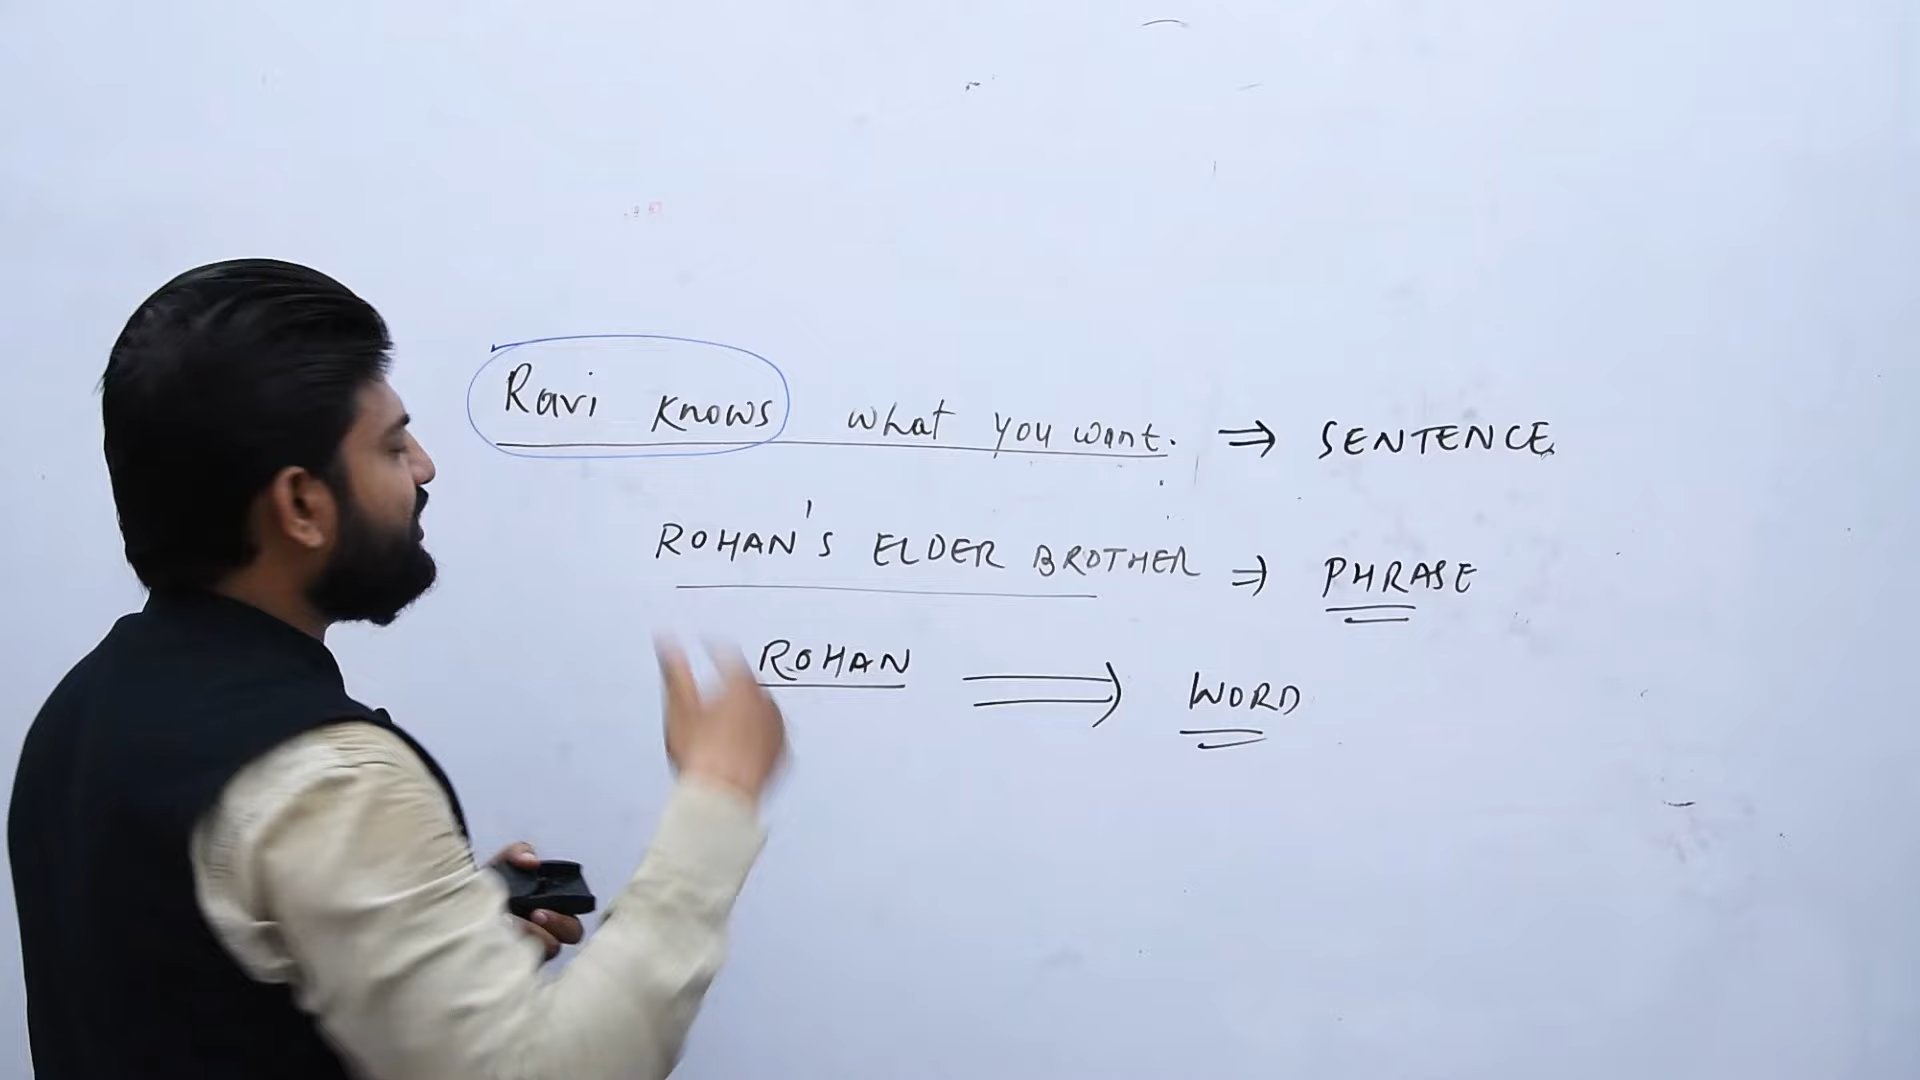 Ravi knows what you want. ⇒ SENTENCE
ROHAN'S ELDER BROTHER ⇒ PHRASE
ROHAN ⇒ WORD